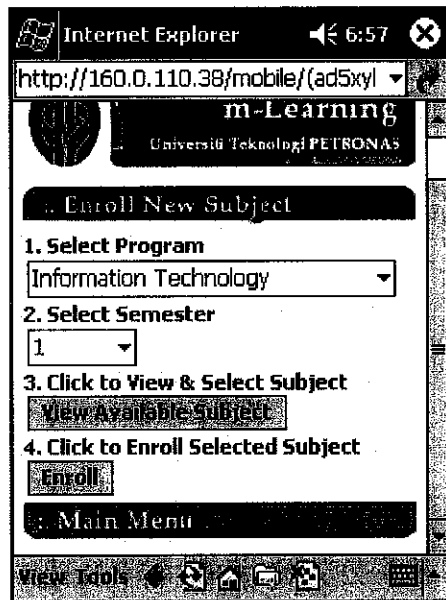 Internet Explorer 6:57
http://160.0.110.38/mobile/(ad5xyl
m-Learning
Universiti Teknologi PETRONAS
.: Enroll New Subject
1. Select Program
Information Technology
2. Select Semester
1
3. Click to View & Select Subject
View Available Subject
4. Click to Enroll Selected Subject
Enroll
.: Main Menu
View Tools